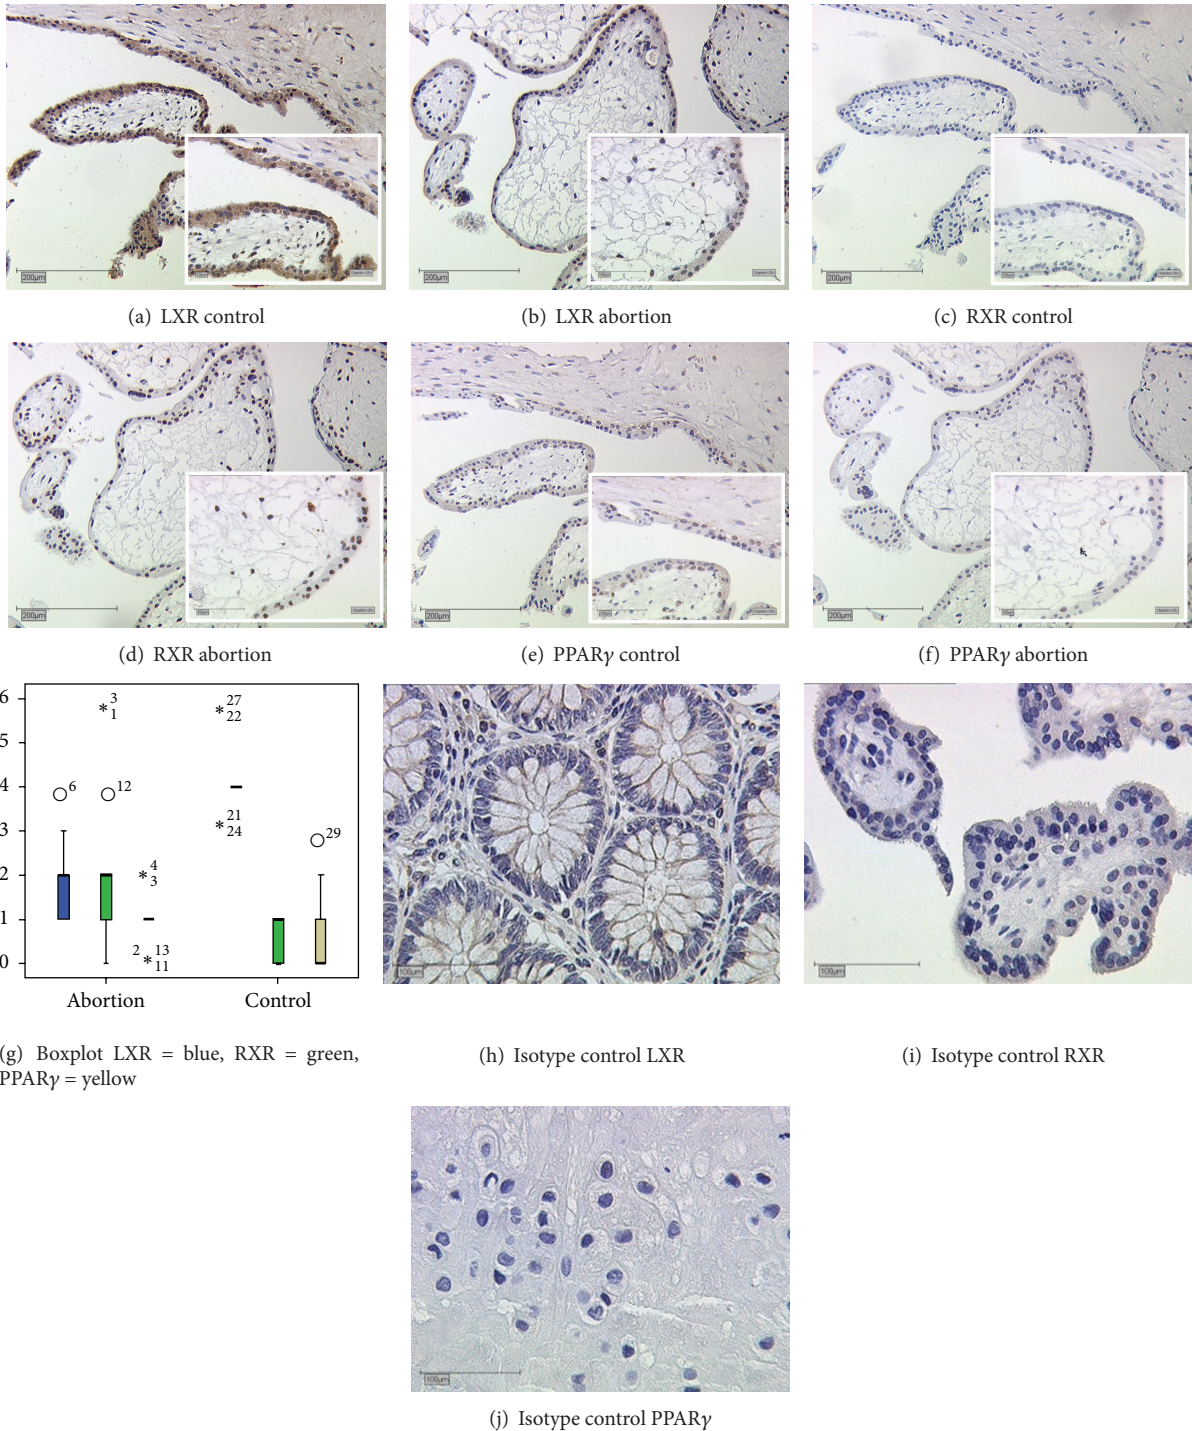 200µm
200µm
200µm
(a) LXR control
(b) LXR abortion
(c) RXR control
200µm
200µm
200µm
(d) RXR abortion
(e) PPARγ control
(f) PPARγ abortion
6
5
4
3
2
1
0
6
12
3
1
4
3
2 13
11
27
22
21
24
29
Abortion
Control
100µm
100µm
(g) Boxplot LXR = blue, RXR = green,
PPARγ = yellow
(h) Isotype control LXR
(i) Isotype control RXR
100µm
(j) Isotype control PPARγ